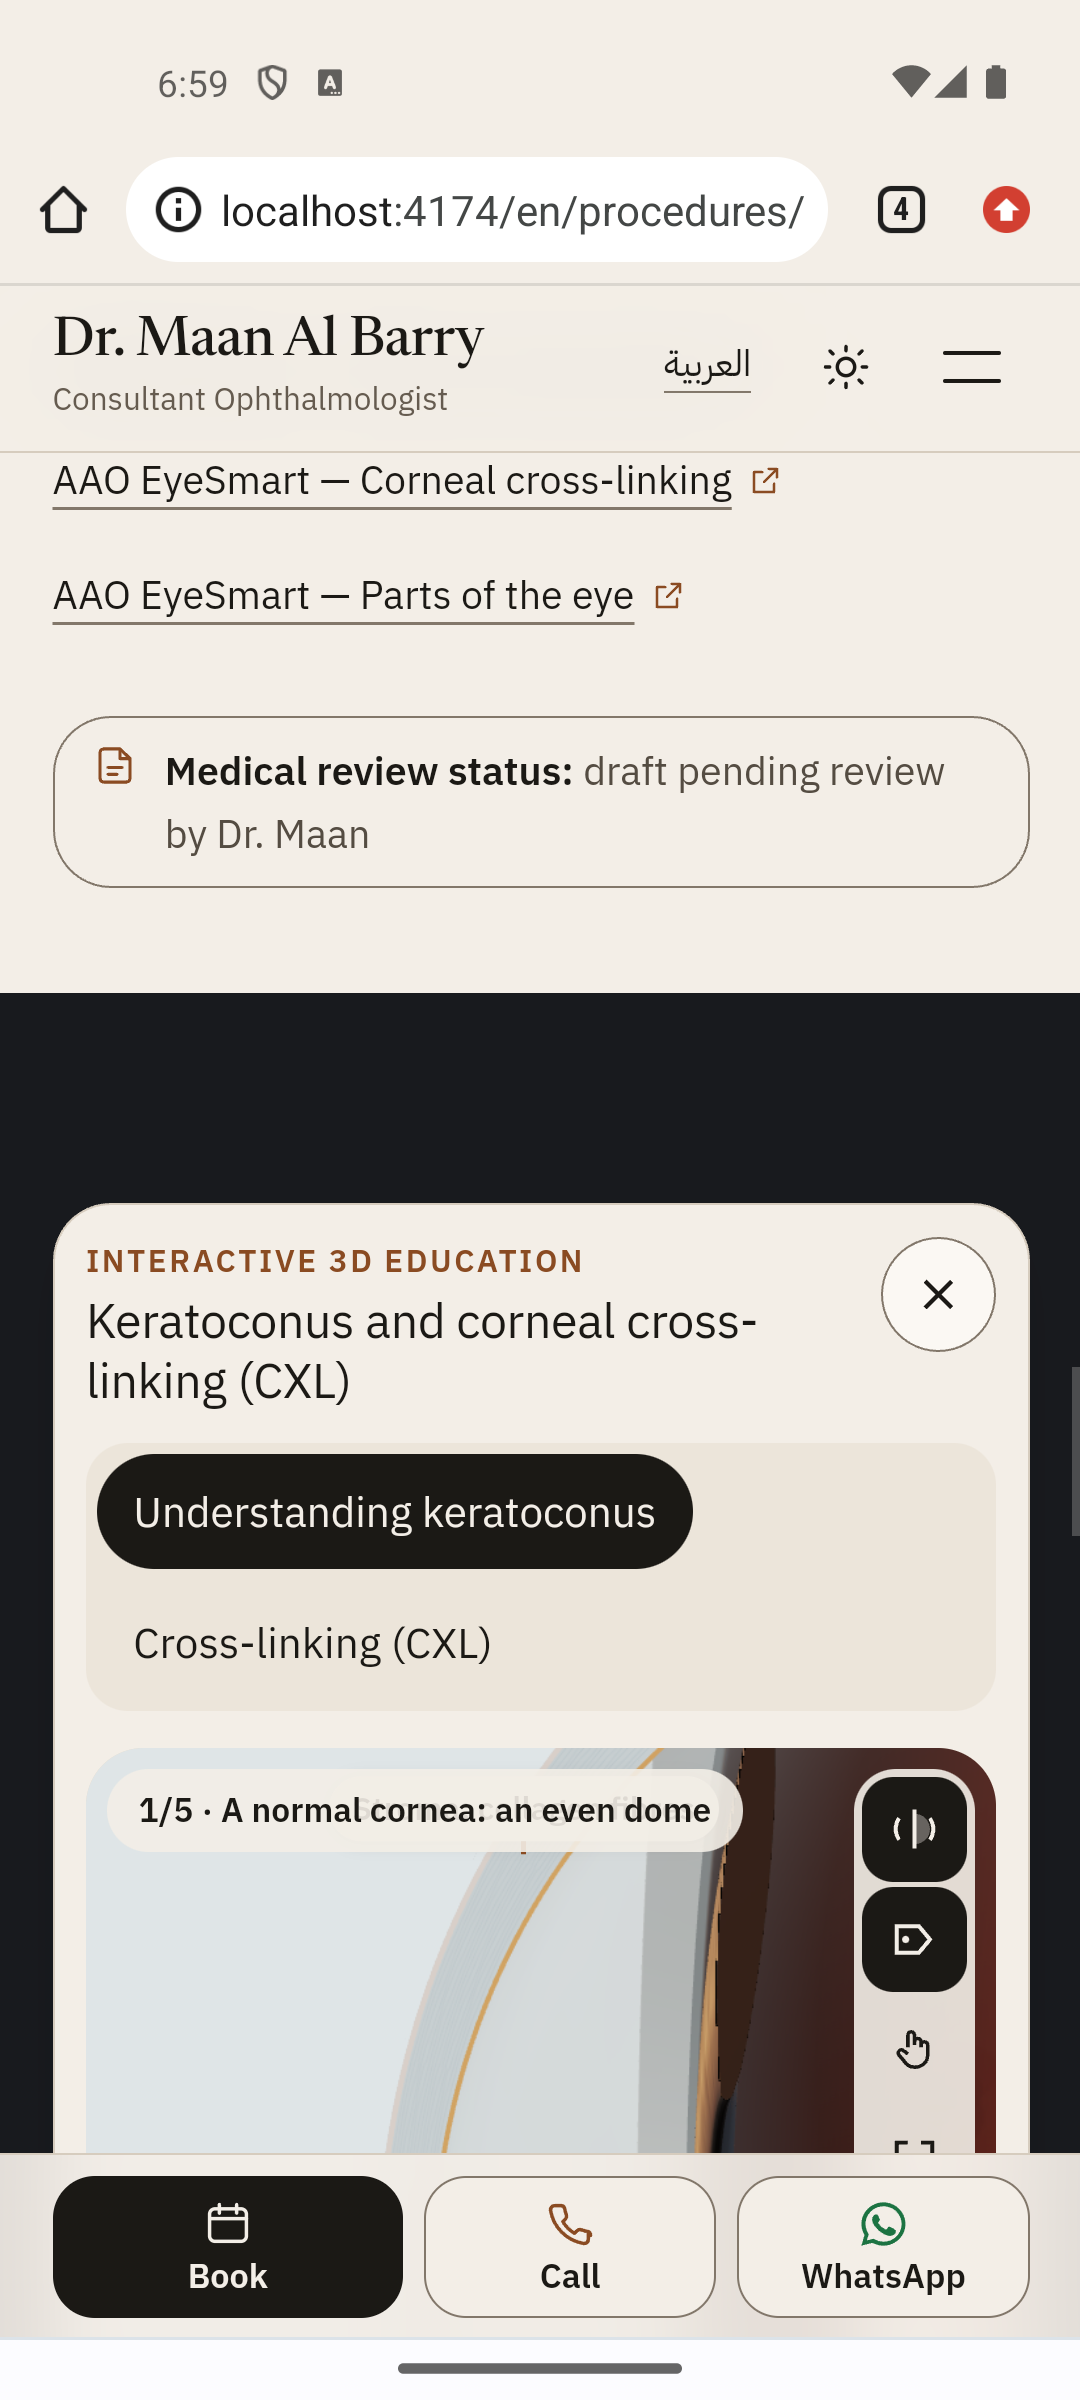 6:59
localhost:4174/en/procedures/
4
Dr. Maan Al Barry
Consultant Ophthalmologist
العربية
AAO EyeSmart — Corneal cross-linking
AAO EyeSmart — Parts of the eye
Medical review status: draft pending review
by Dr. Maan
INTERACTIVE 3D EDUCATION
Keratoconus and corneal cross-
linking (CXL)
Understanding keratoconus
Cross-linking (CXL)
1/5 · A normal cornea: an even dome
Book
Call
WhatsApp